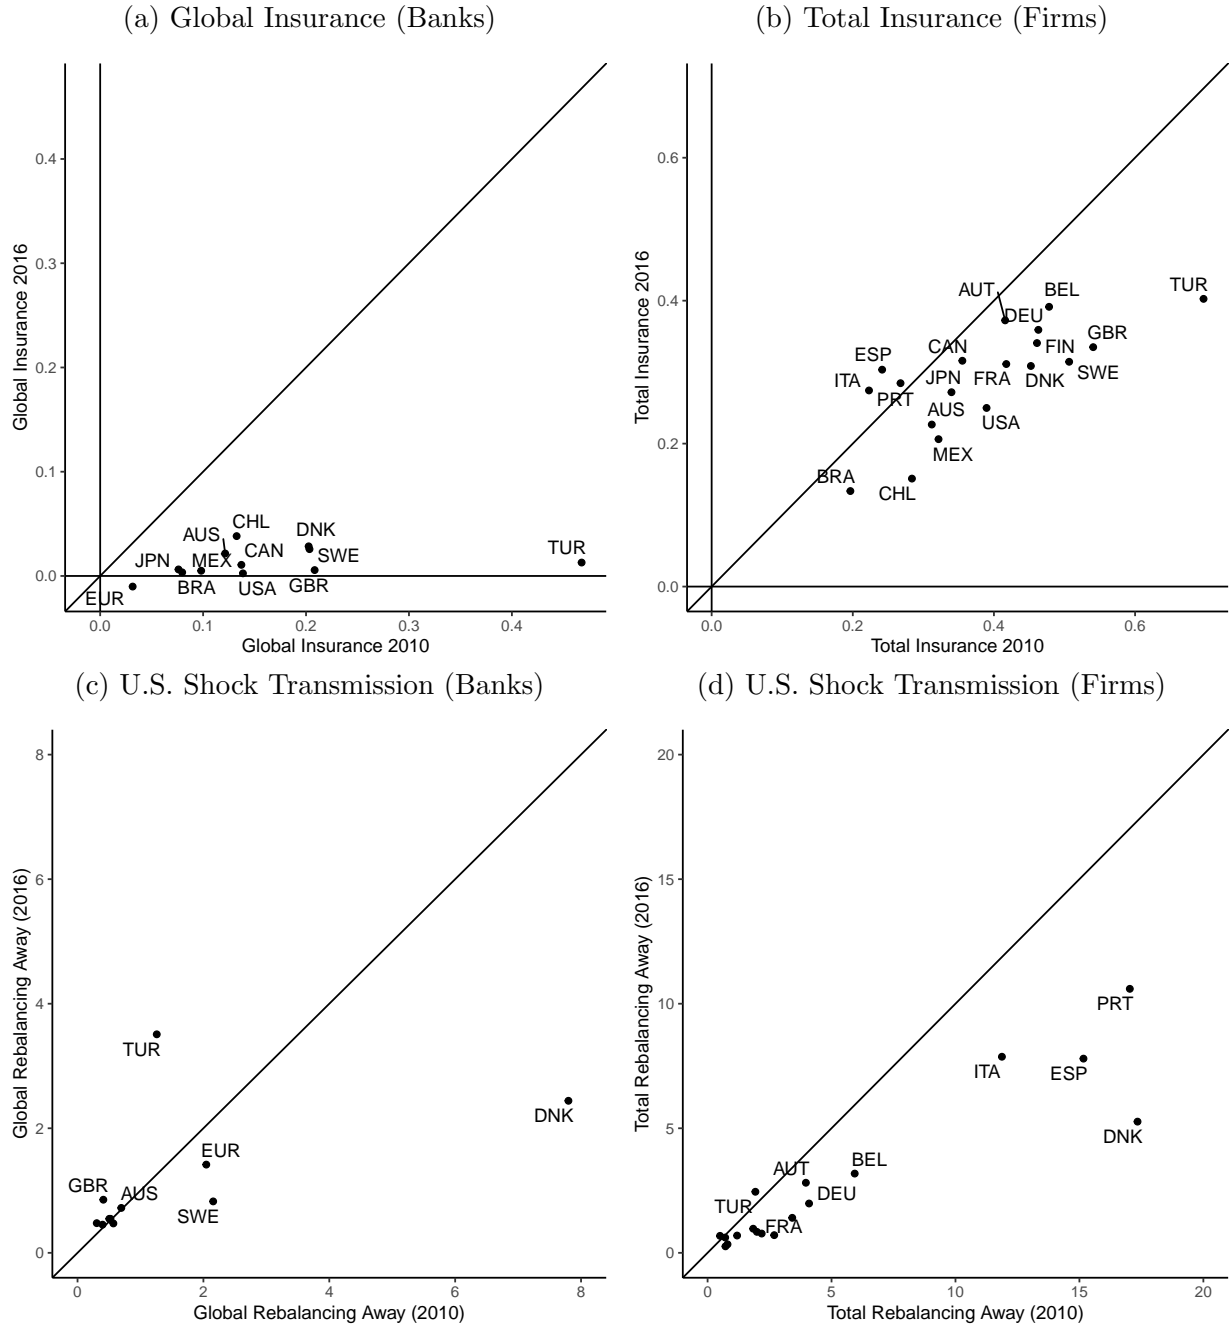 (a) Global Insurance (Banks)
(b) Total Insurance (Firms)
Global Insurance 2016
0.4
0.3
0.2
0.1
0.0
CHL
AUS
DNK
JPN
MEX
CAN
SWE
TUR
EUR
BRA
USA
GBR
0.0
0.1
0.2
0.3
0.4
Global Insurance 2010
Total Insurance 2016
0.6
0.4
0.2
0.0
AUT
BEL
TUR
DEU
GBR
CAN
FIN
ESP
ITA
JPN
FRA
DNK
SWE
PRT
AUS
USA
MEX
BRA
CHL
0.0
0.2
0.4
0.6
Total Insurance 2010
(c) U.S. Shock Transmission (Banks)
(d) U.S. Shock Transmission (Firms)
Global Rebalancing Away (2016)
8
6
4
2
0
TUR
DNK
EUR
GBR
AUS
SWE
0
2
4
6
8
Global Rebalancing Away (2010)
Total Rebalancing Away (2016)
20
15
10
5
0
PRT
ITA
ESP
DNK
AUT
BEL
DEU
TUR
FRA
0
5
10
15
20
Total Rebalancing Away (2010)